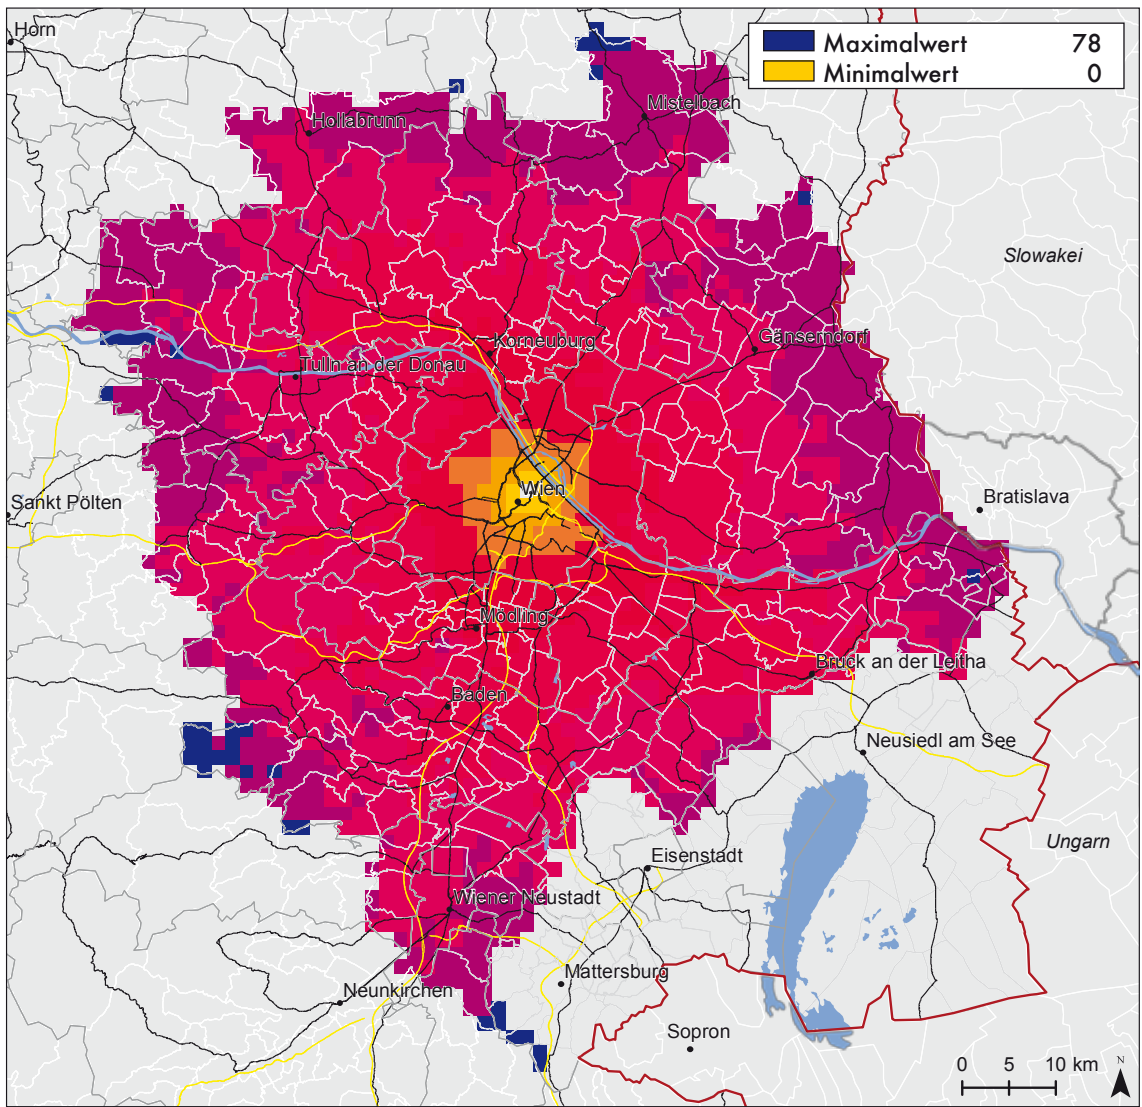 Horn
Maximalwert 78
Minimalwert 0
Mistelbach
Hollabrunn
Slowakei
Gänserndorf
Korneuburg
Tulln an der Donau
Wien
Bratislava
Sankt Pölten
Mödling
Bruck an der Leitha
Baden
Neusiedl am See
Ungarn
Eisenstadt
Wiener Neustadt
Mattersburg
Neunkirchen
Sopron
0 5 10 km
N